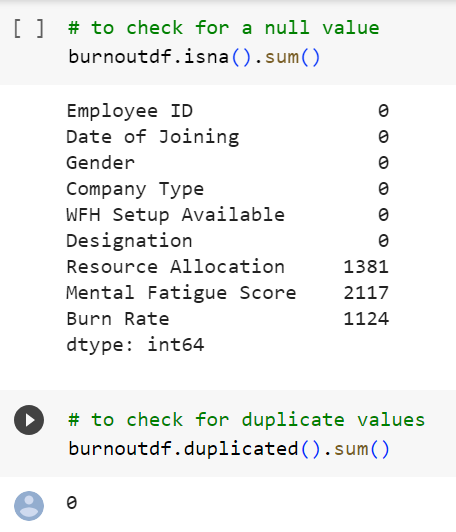 [ ] # to check for a null value
burnoutdf.isna().sum()
Employee ID 0
Date of Joining 0
Gender 0
Company Type 0
WFH Setup Available 0
Designation 0
Resource Allocation 1381
Mental Fatigue Score 2117
Burn Rate 1124
dtype: int64
# to check for duplicate values
burnoutdf.duplicated().sum()
0